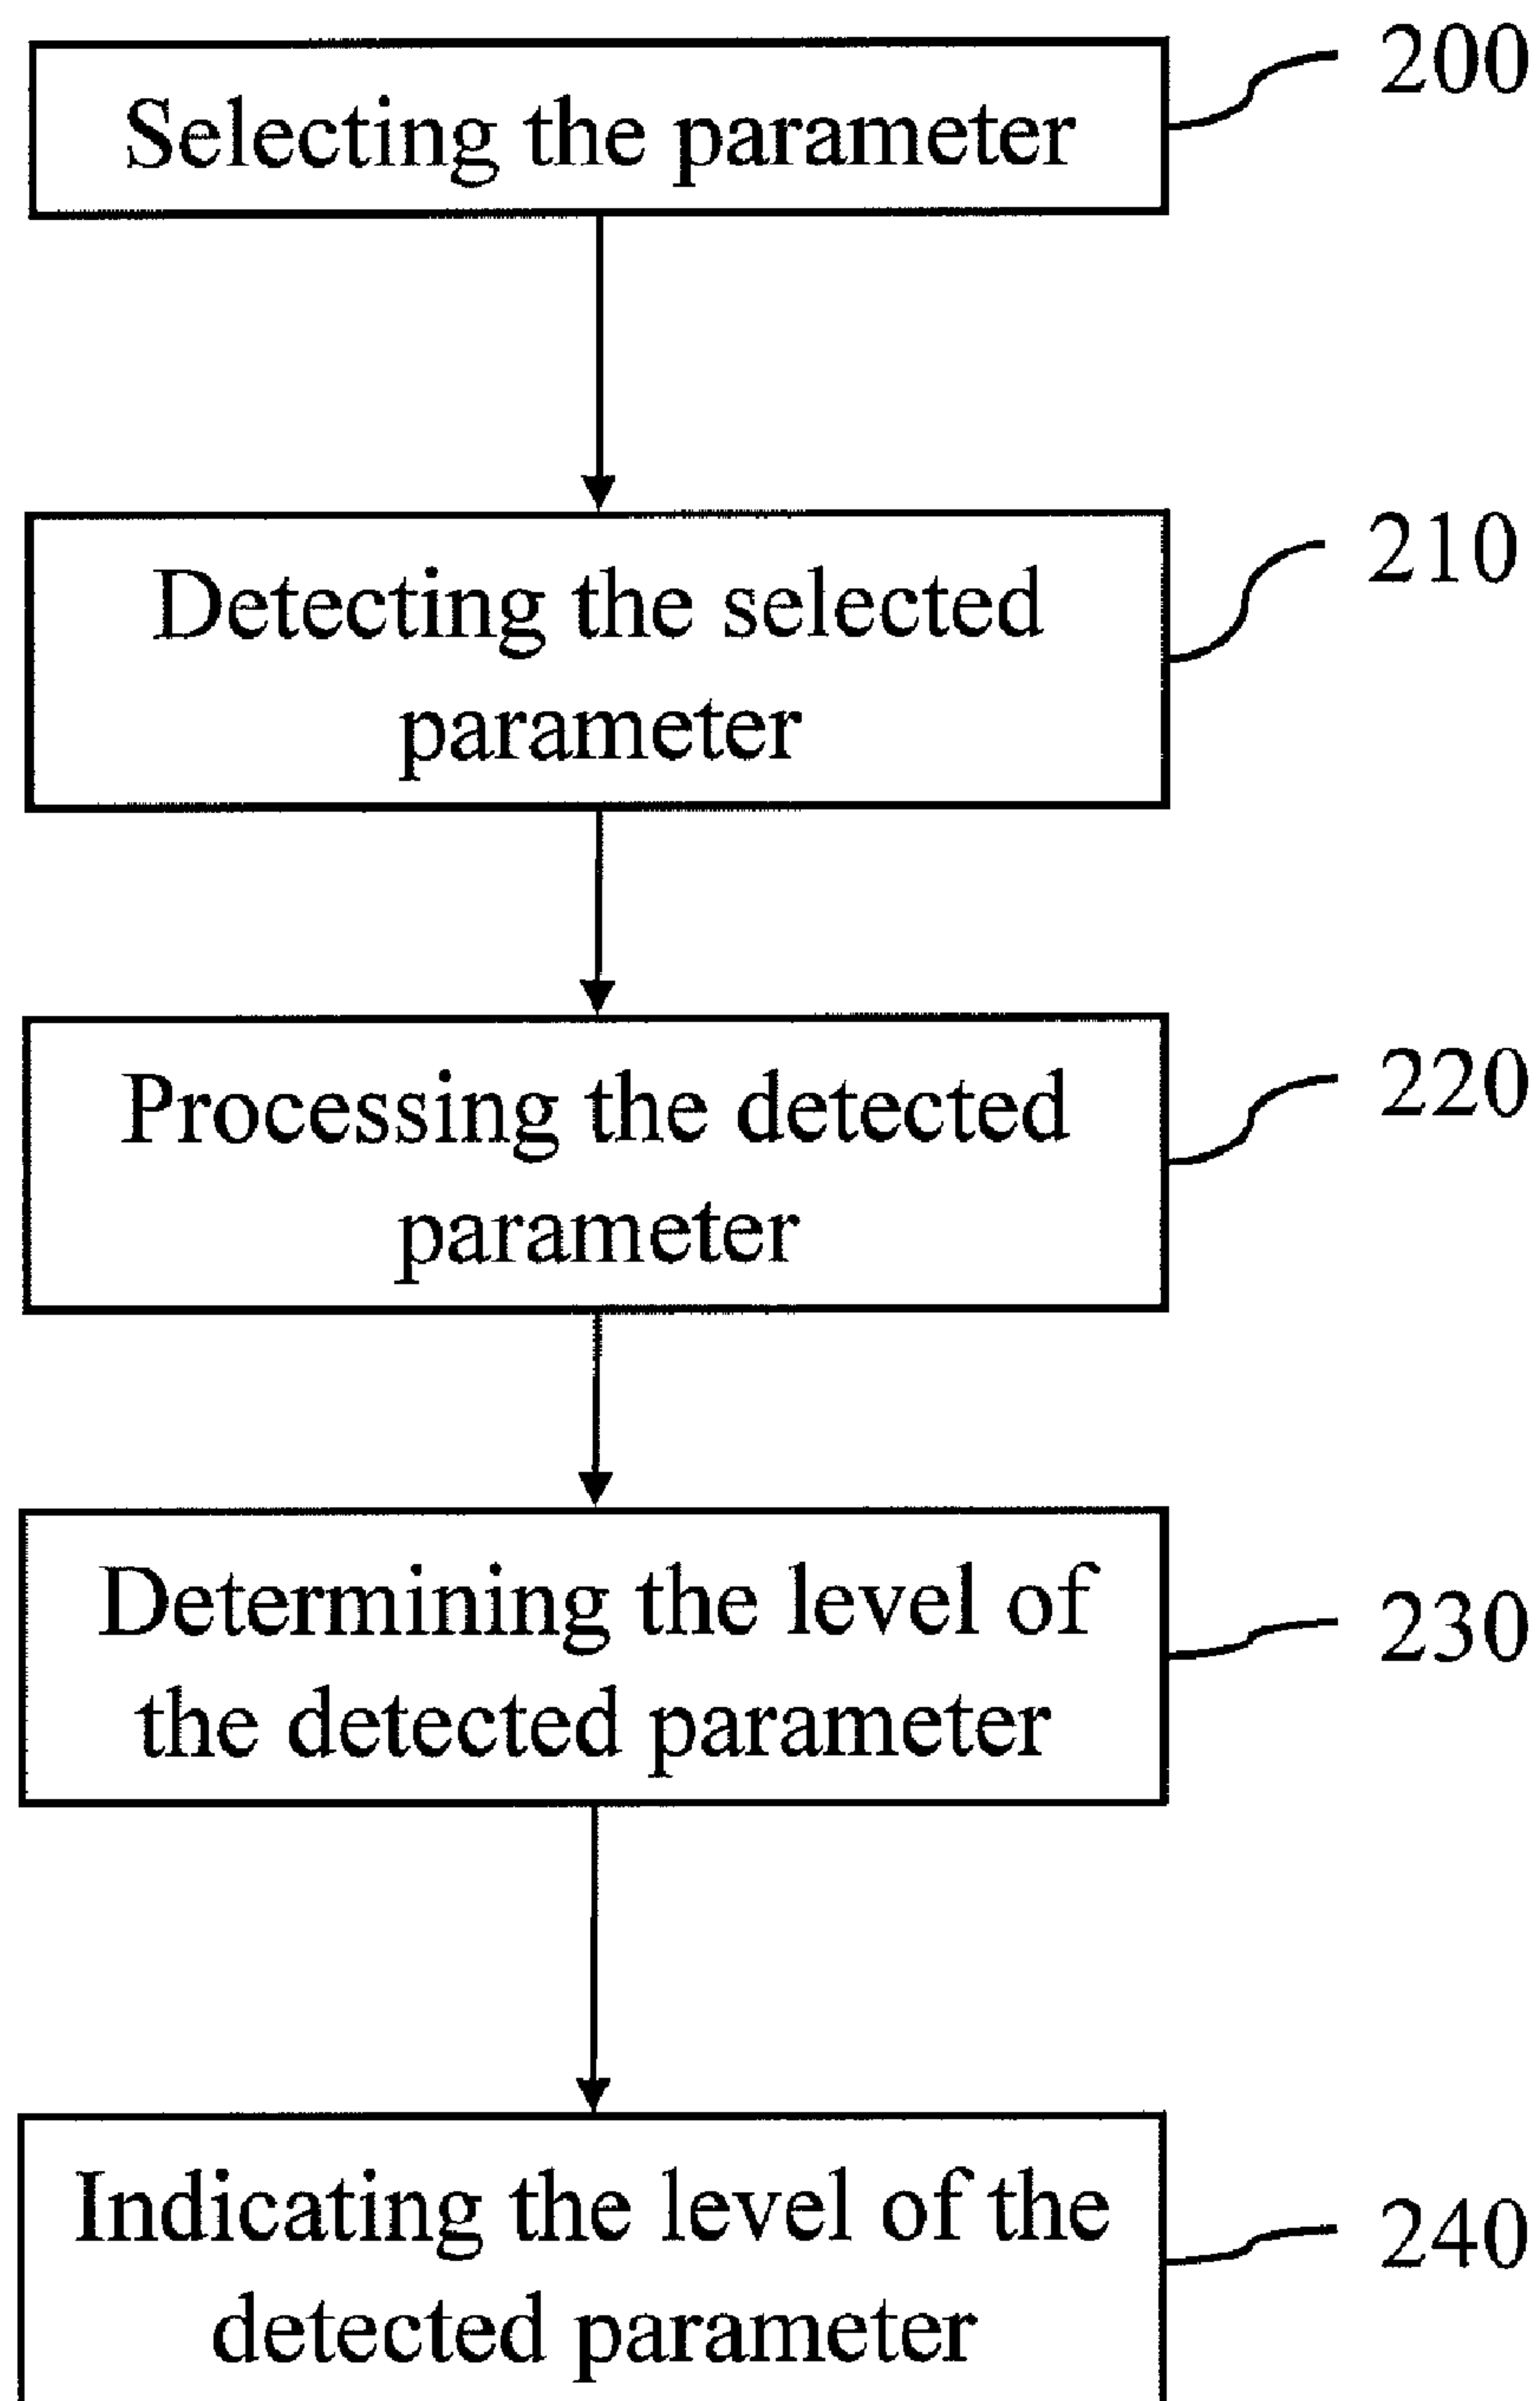 Selecting the parameter
200
Detecting the selected
parameter
210
Processing the detected
parameter
220
Determining the level of
the detected parameter
230
Indicating the level of the
detected parameter
240